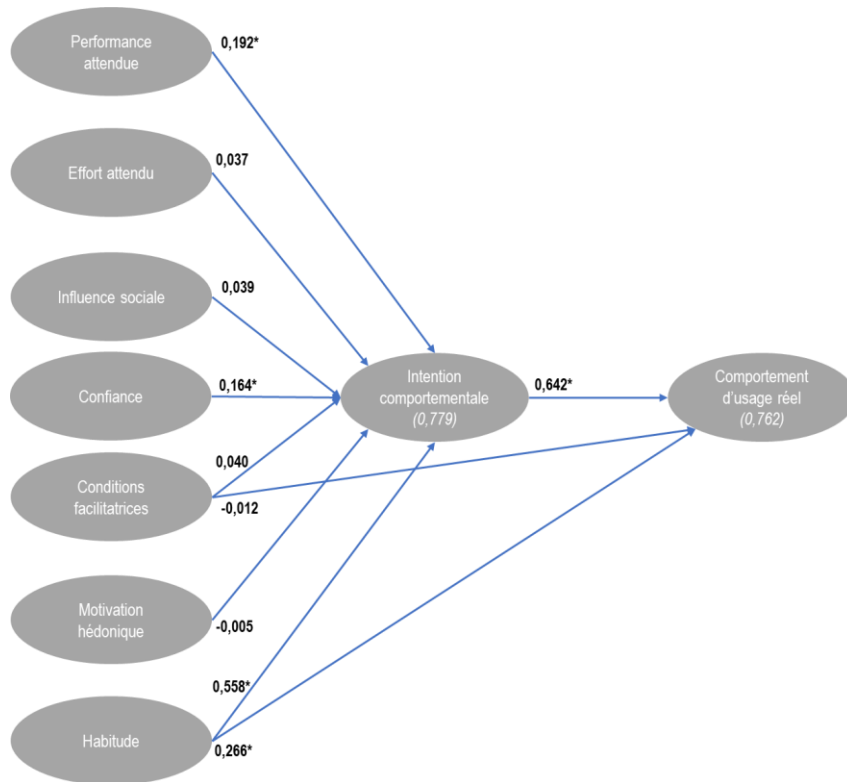 Performance
attendue
0,192*
Effort attendu
0,037
Influence sociale
0,039
Confiance
0,164*
Conditions
facilitatrices
0,040
-0,012
Motivation
hédonique
-0,005
Habitude
0,558*
0,266*
Intention
comportementale
(0,779)
0,642*
Comportement
d'usage réel
(0,762)